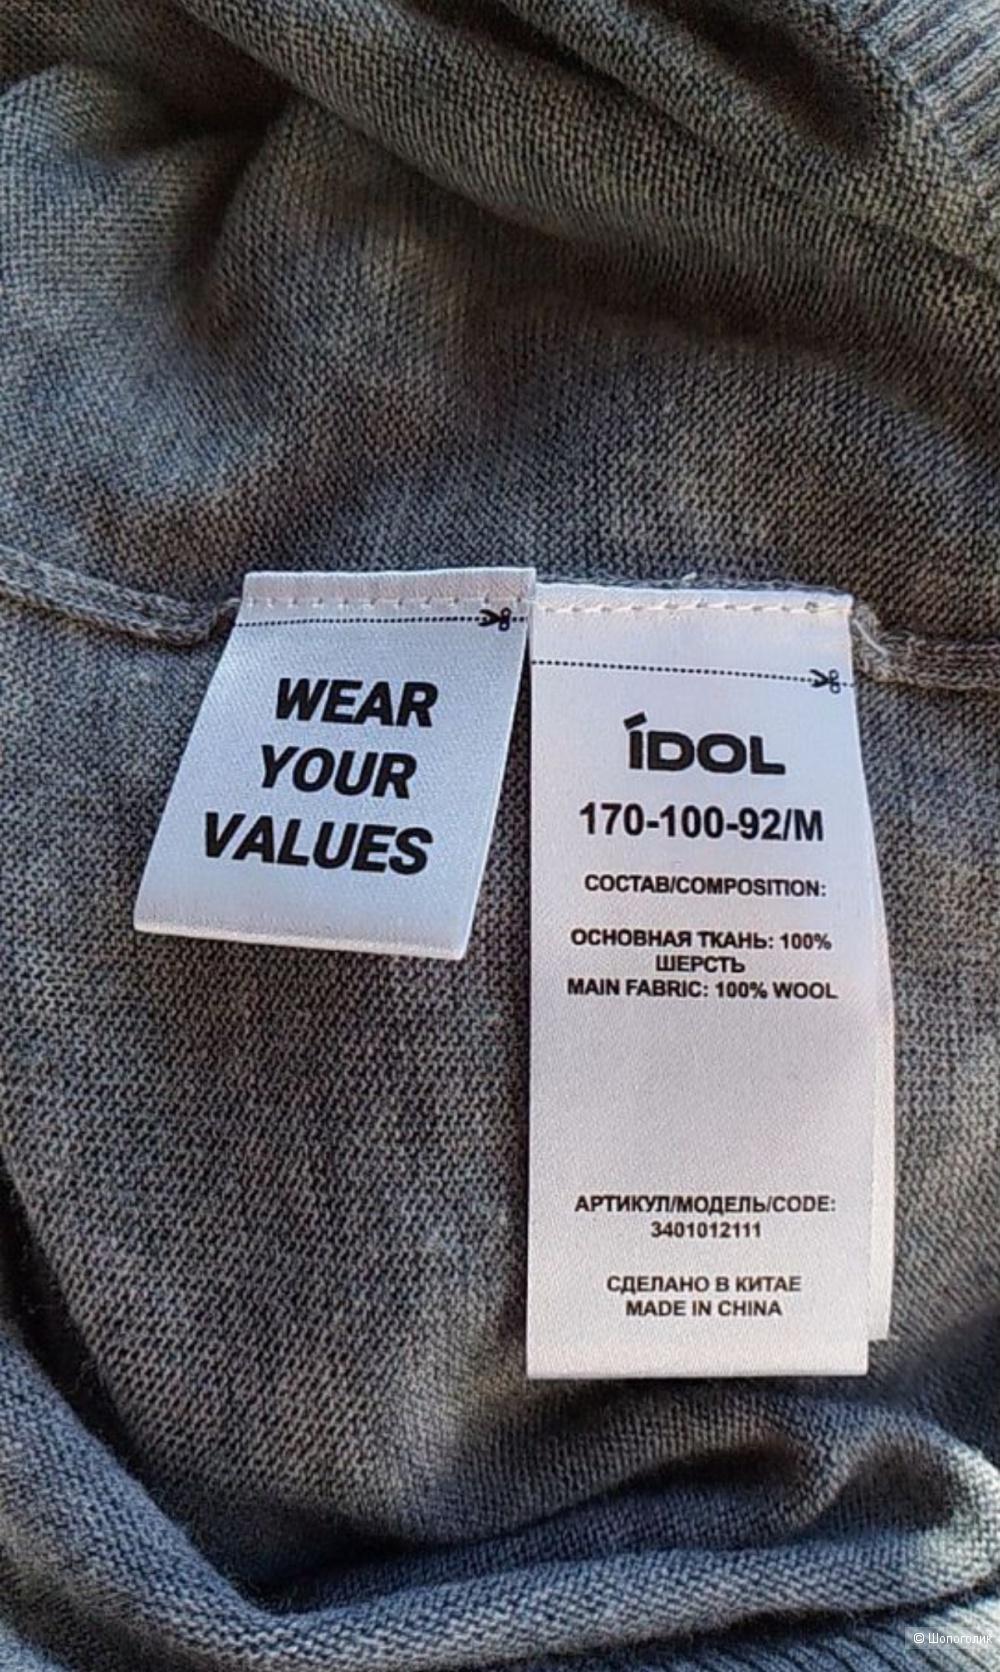 WEAR
YOUR
VALUES
ÍDOL
170-100-92/M
СОСТАВ/COMPOSITION:
ОСНОВНАЯ ТКАНЬ: 100%
ШЕРСТЬ
MAIN FABRIC: 100% WOOL
АРТИКУЛ/МОДЕЛЬ/CODE:
3401012111
СДЕЛАНО В КИТАЕ
MADE IN CHINA
© Шопоголик